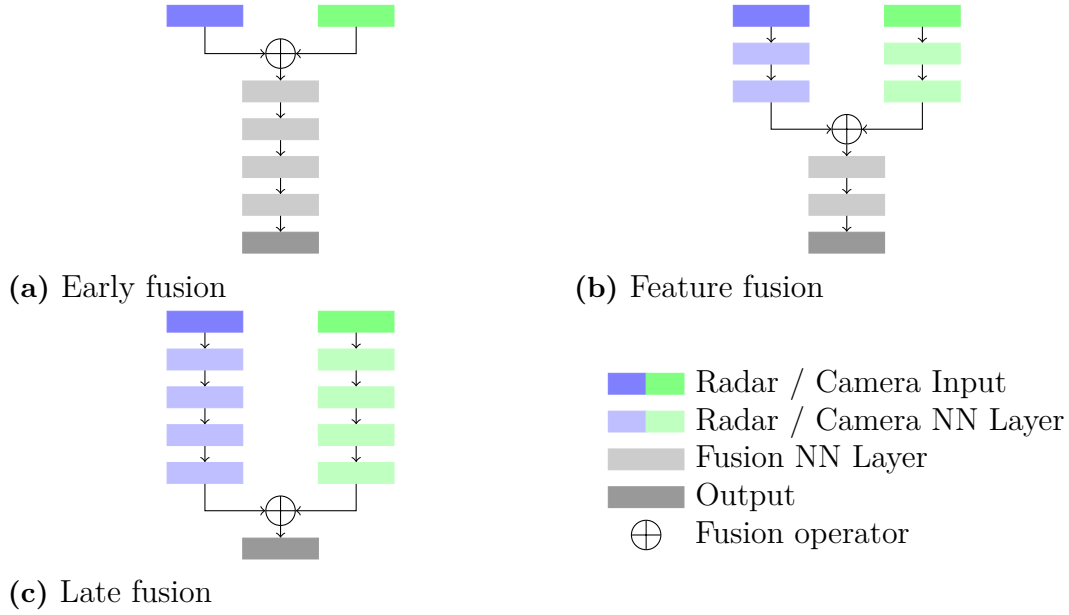 (a) Early fusion
(b) Feature fusion
Radar / Camera Input
Radar / Camera NN Layer
Fusion NN Layer
Output
Fusion operator
(c) Late fusion